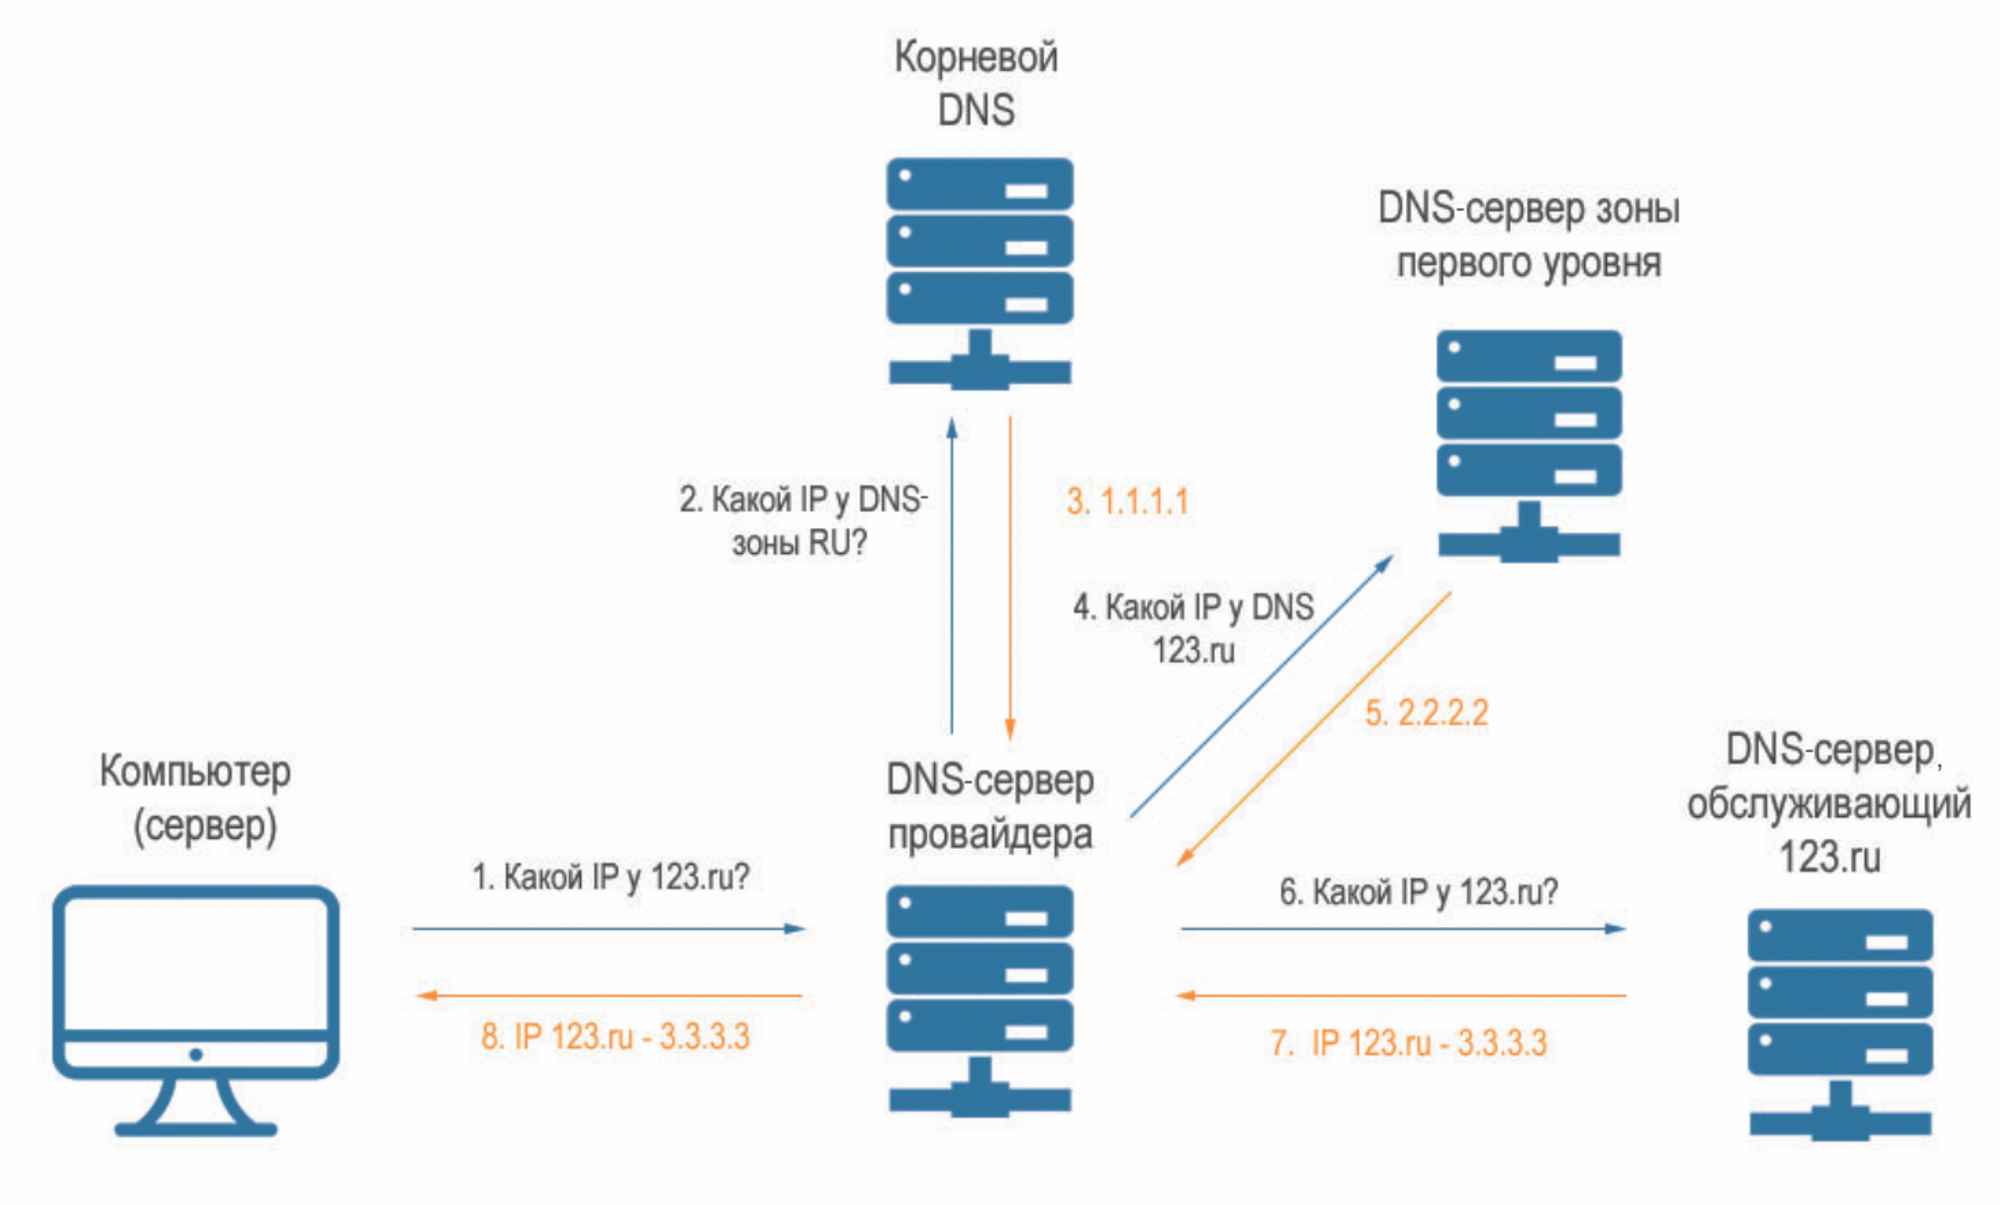 Корневой
DNS
DNS-сервер зоны
первого уровня
2. Какой IP у DNS-
зоны RU?
3. 1.1.1.1
4. Какой IP у DNS
123.ru
5. 2.2.2.2
Компьютер
(сервер)
DNS-сервер
провайдера
DNS-сервер,
обслуживающий
123.ru
1. Какой IP у 123.ru?
6. Какой IP у 123.ru?
8. IP 123.ru - 3.3.3.3
7. IP 123.ru - 3.3.3.3